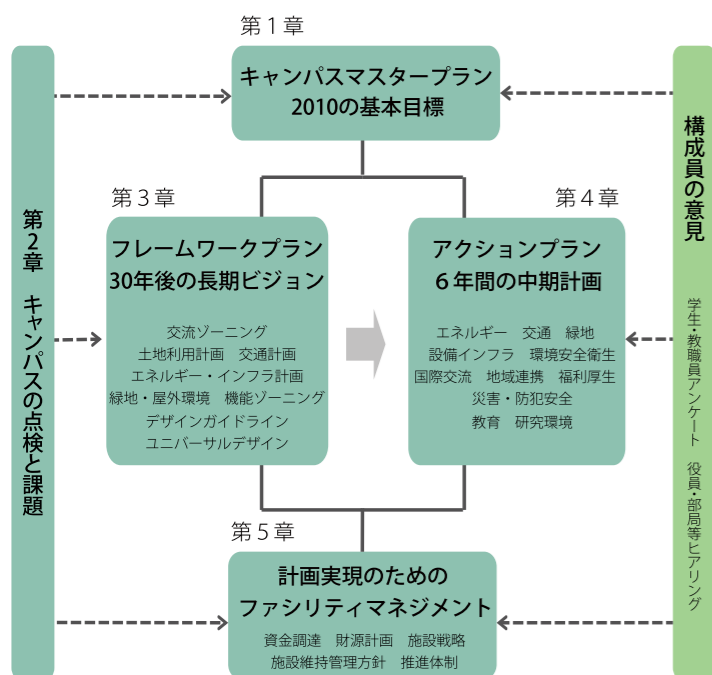 第１章
キャンパスマスタープラン
2010の基本目標
第２章 キャンパスの点検と課題
第３章
フレームワークプラン
30年後の長期ビジョン
交流ゾーニング
土地利用計画 交通計画
エネルギー・インフラ計画
緑地・屋外環境 機能ゾーニング
デザインガイドライン
ユニバーサルデザイン
第４章
アクションプラン
６年間の中期計画
エネルギー 交通 緑地
設備インフラ 環境安全衛生
国際交流 地域連携 福利厚生
災害・防犯安全
教育 研究環境
構成員の意見
学生・教職員アンケート 役員・部局等ヒアリング
第５章
計画実現のための
ファシリティマネジメント
資金調達 財源計画 施設戦略
施設維持管理方針 推進体制